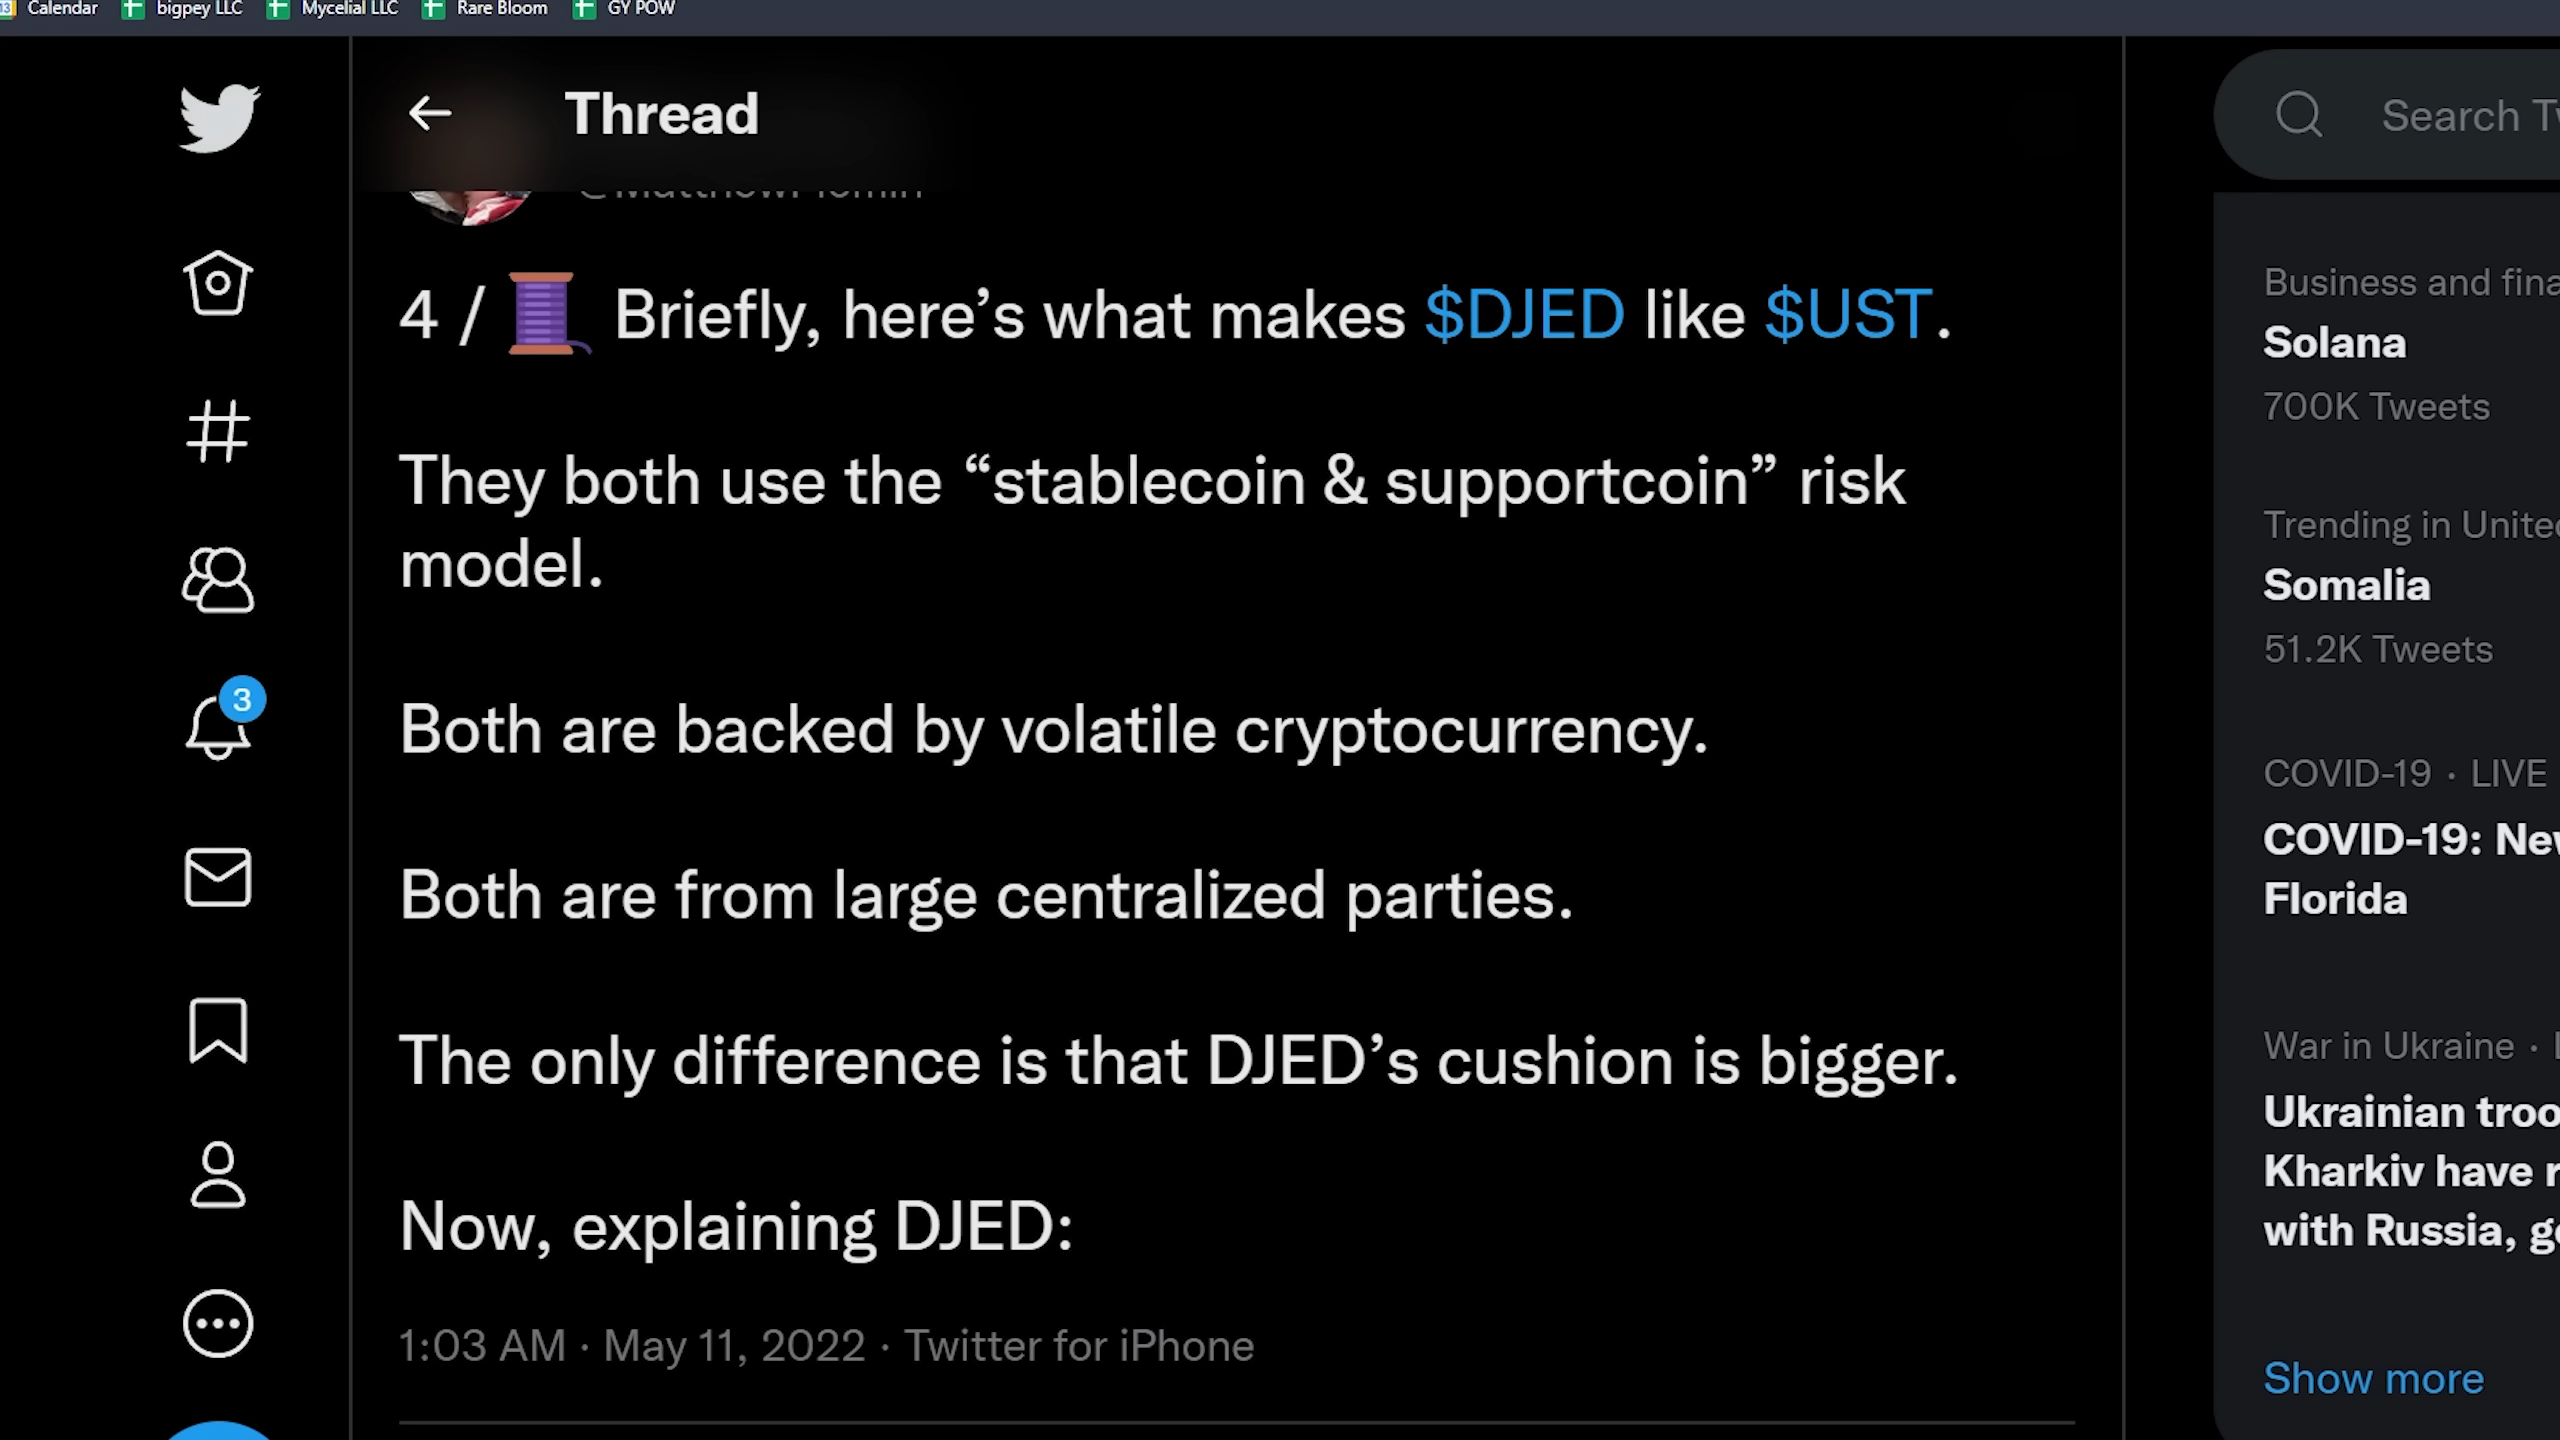 Calendar
bigpey LLC
Mycelial LLC
Rare Bloom
GY POW
Thread
4 / 🧵 Briefly, here’s what makes $DJED like $UST.
They both use the “stablecoin & supportcoin” risk
model.
Both are backed by volatile cryptocurrency.
Both are from large centralized parties.
The only difference is that DJED’s cushion is bigger.
Now, explaining DJED:
1:03 AM · May 11, 2022 · Twitter for iPhone
3
Search
Business and
Solana
700K Tweets
Trending in
Somalia
51.2K Tweets
COVID-19 · LIVE
COVID-19:
Florida
War in Ukraine ·
Ukrainian
Kharkiv have
with Russia,
Show more